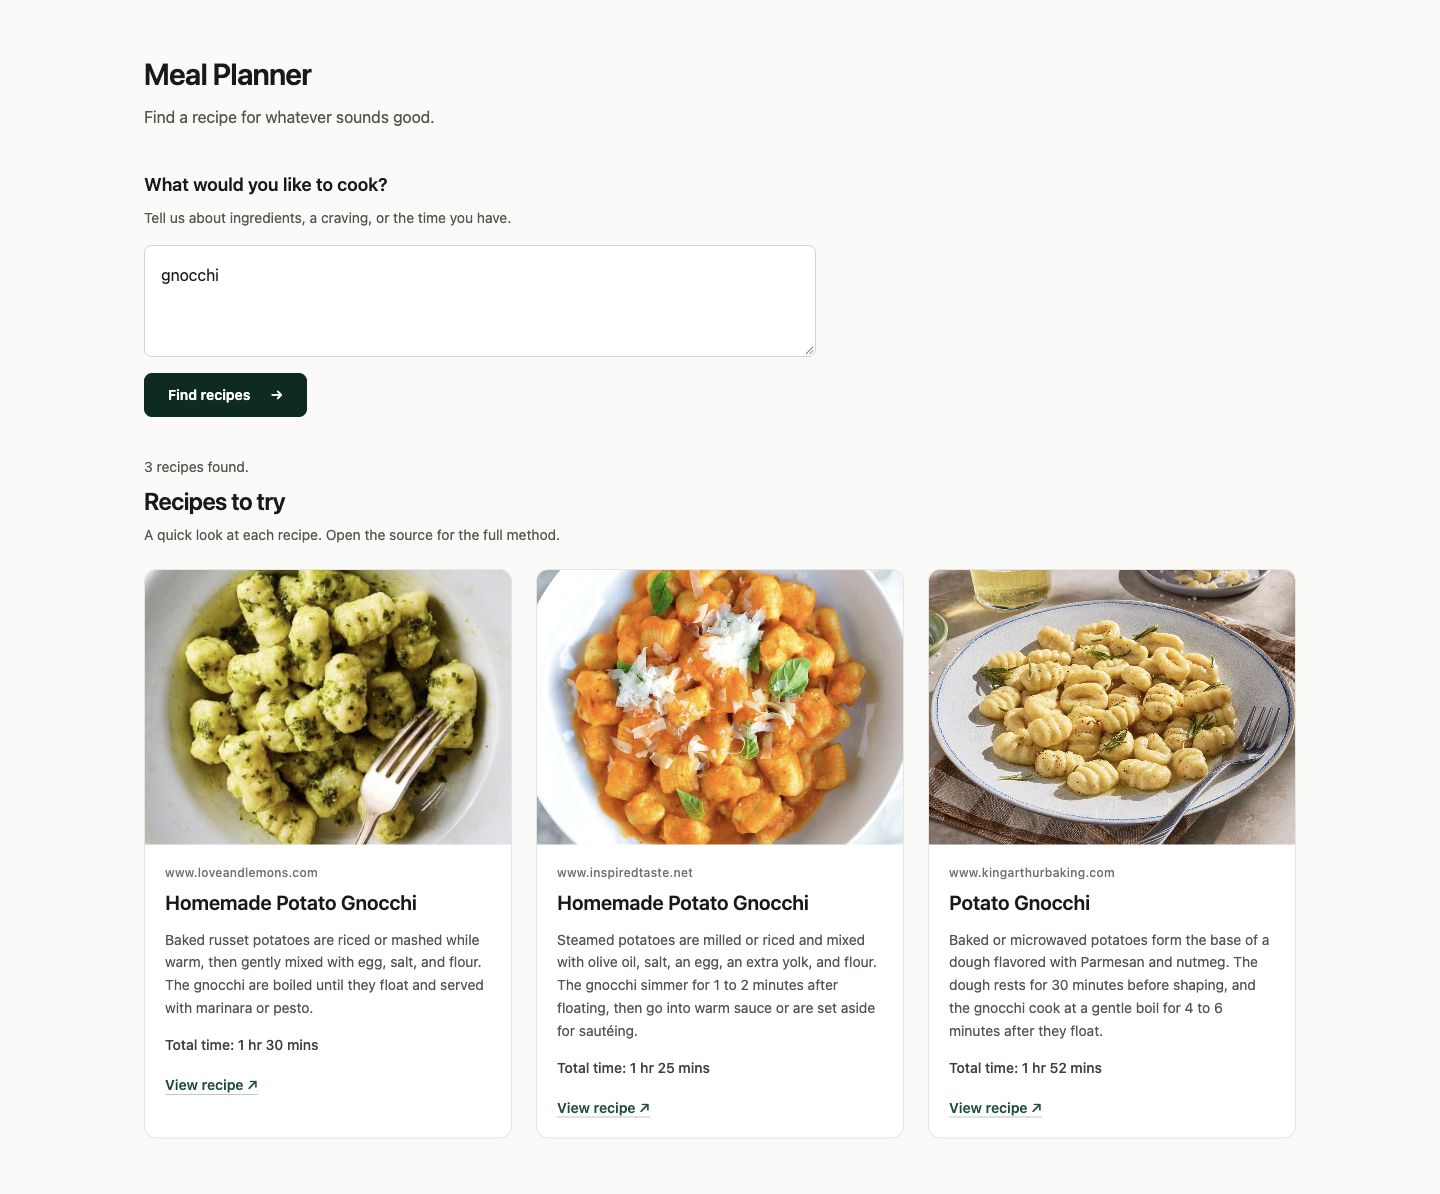 Meal Planner
Find a recipe for whatever sounds good.
What would you like to cook?
Tell us about ingredients, a craving, or the time you have.
gnocchi
Find recipes →
3 recipes found.
Recipes to try
A quick look at each recipe. Open the source for the full method.
www.loveandlemons.com
Homemade Potato Gnocchi
Baked russet potatoes are riced or mashed while
warm, then gently mixed with egg, salt, and flour.
The gnocchi are boiled until they float and served
with marinara or pesto.
Total time: 1 hr 30 mins
View recipe ↗
www.inspiredtaste.net
Homemade Potato Gnocchi
Steamed potatoes are milled or riced and mixed
with olive oil, salt, an egg, an extra yolk, and flour.
The gnocchi simmer for 1 to 2 minutes after
floating, then go into warm sauce or are set aside
for sautéing.
Total time: 1 hr 25 mins
View recipe ↗
www.kingarthurbaking.com
Potato Gnocchi
Baked or microwaved potatoes form the base of a
dough flavored with Parmesan and nutmeg. The
dough rests for 30 minutes before shaping, and
the gnocchi cook at a gentle boil for 4 to 6
minutes after they float.
Total time: 1 hr 52 mins
View recipe ↗